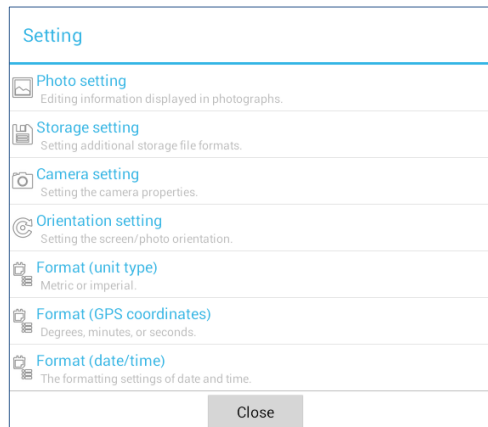 Setting
Photo setting
Editing information displayed in photographs.
Storage setting
Setting additional storage file formats.
Camera setting
Setting the camera properties.
Orientation setting
Setting the screen/photo orientation.
Format (unit type)
Metric or imperial.
Format (GPS coordinates)
Degrees, minutes, or seconds.
Format (date/time)
The formatting settings of date and time.
Close